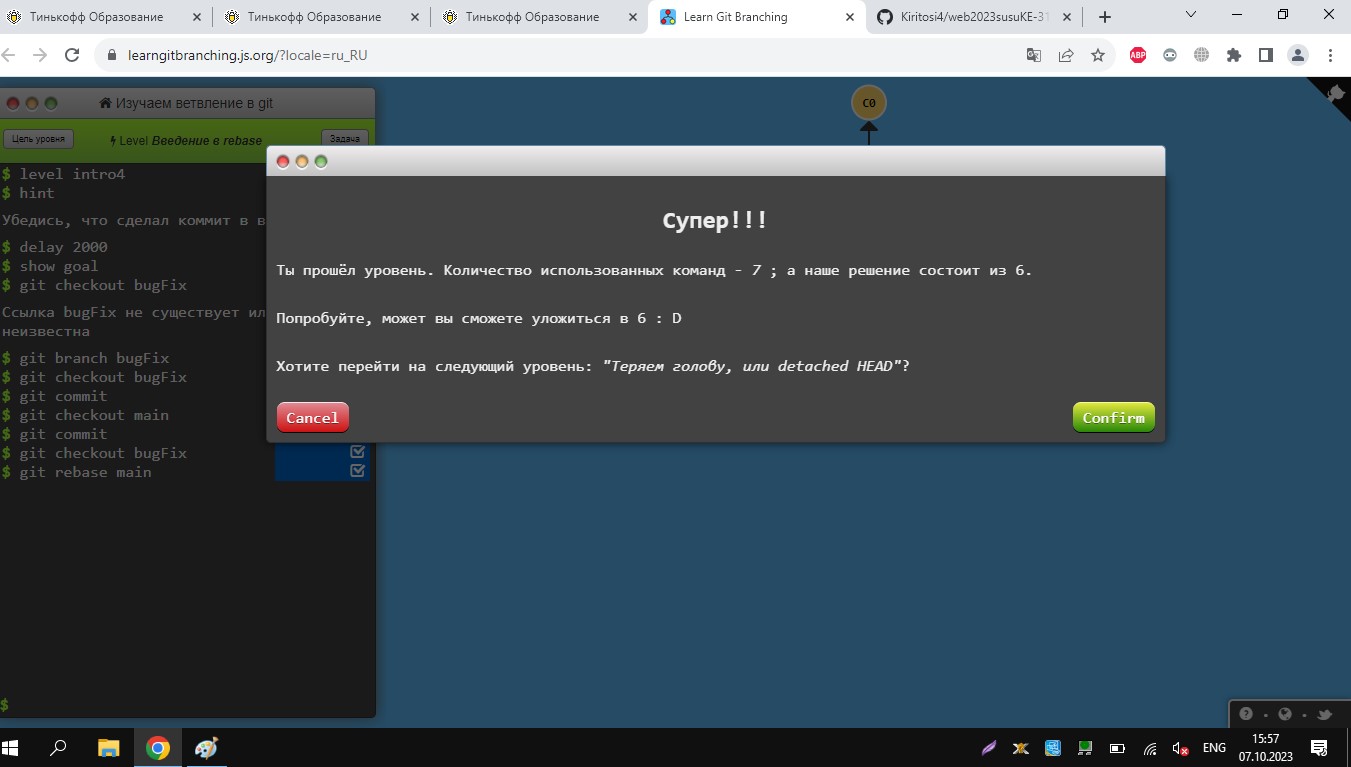 Тинькофф Образование
Тинькофф Образование
Тинькофф Образование
Learn Git Branching
Kiritosi4/web2023susuKE-31
learngitbranching.js.org/?locale=ru_RU
ABP
Изучаем ветвление в git
Цель уровня
Level Введение в rebase
Задача
C0
$ level intro4
$ hint
Убедись, что сделал коммит в в
$ delay 2000
$ show goal
$ git checkout bugFix
Ссылка bugFix не существует ил
неизвестна
$ git branch bugFix
$ git checkout bugFix
$ git commit
$ git checkout main
$ git commit
$ git checkout bugFix
$ git rebase main
$
Супер!!!
Ты прошёл уровень. Количество использованных команд - 7 ; а наше решение состоит из 6.
Попробуйте, может вы сможете уложиться в 6 : D
Хотите перейти на следующий уровень: "Теряем голову, или detached HEAD"?
Cancel
Confirm
ENG
15:57
07.10.2023